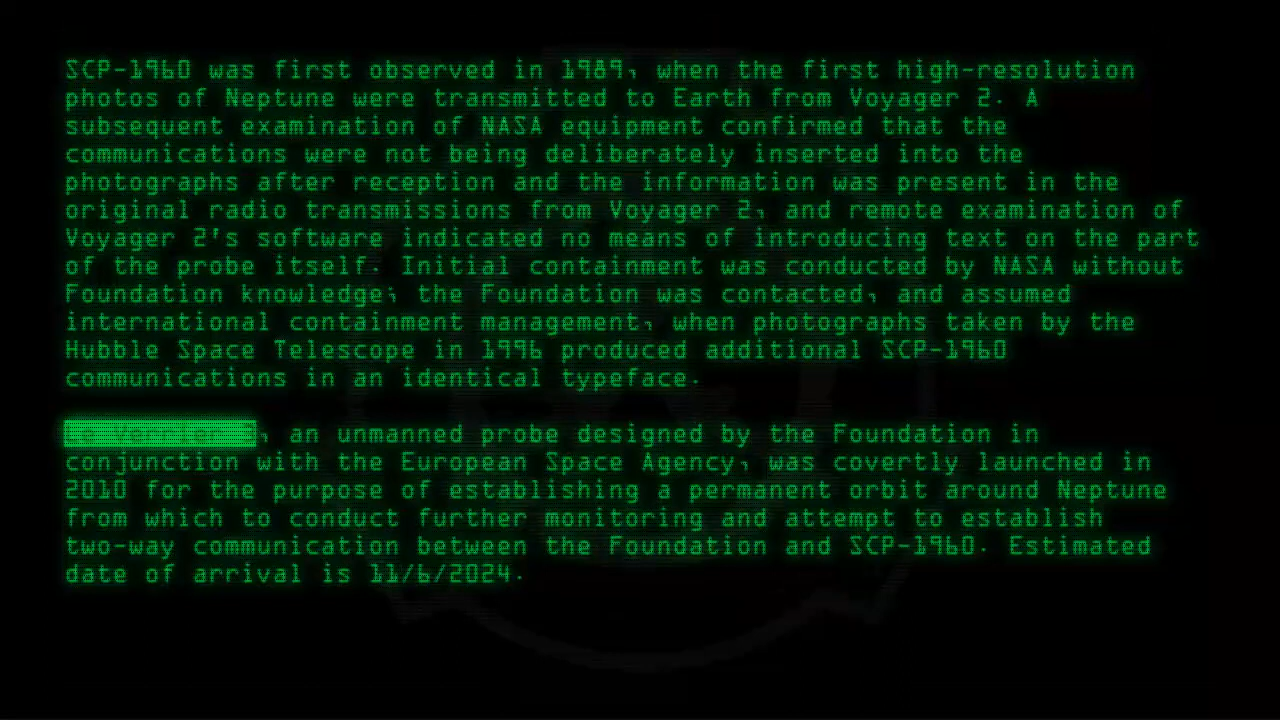 SCP-1960 was first observed in 1989, when the first high-resolution
photos of Neptune were transmitted to Earth from Voyager 2. A
subsequent examination of NASA equipment confirmed that the
communications were not being deliberately inserted into the
photographs after reception and the information was present in the
original radio transmissions from Voyager 2, and remote examination of
Voyager 2's software indicated no means of introducing text on the part
of the probe itself. Initial containment was conducted by NASA without
Foundation knowledge; the Foundation was contacted, and assumed
international containment management, when photographs taken by the
Hubble Space Telescope in 1996 produced additional SCP-1960
communications in an identical typeface.
Le Verrier, an unmanned probe designed by the Foundation in
conjunction with the European Space Agency, was covertly launched in
2010 for the purpose of establishing a permanent orbit around Neptune
from which to conduct further monitoring and attempt to establish
two-way communication between the Foundation and SCP-1960. Estimated
date of arrival is 11/6/2024.